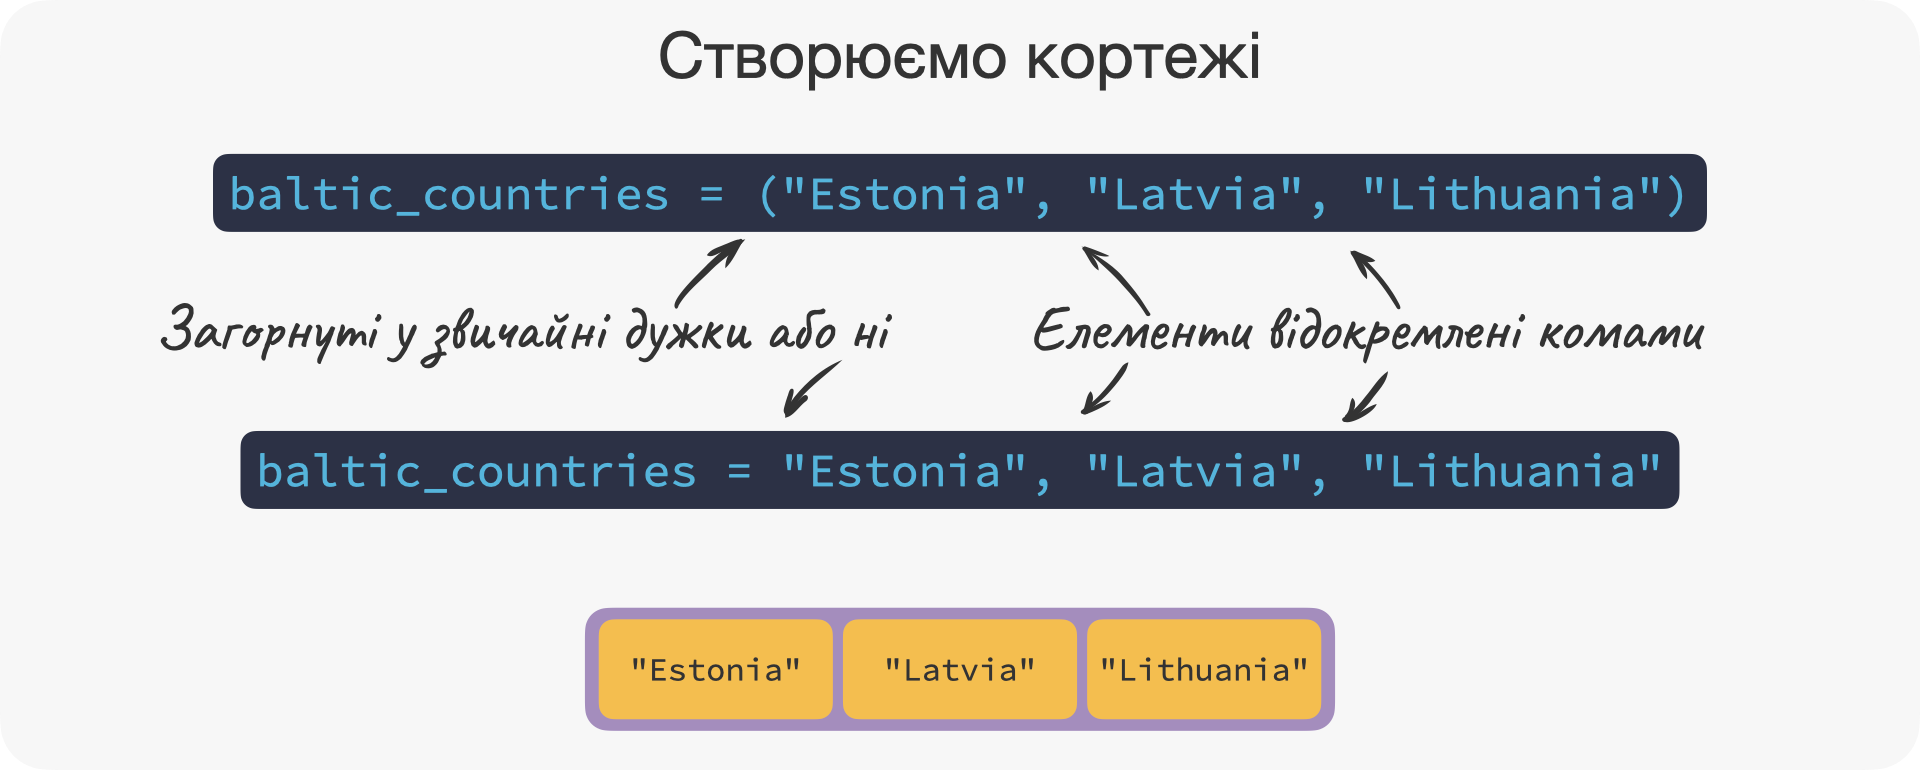 Створюємо кортежі
baltic_countries = ("Estonia", "Latvia", "Lithuania")
Загорнуті у звичайні дужки або ні
Елементи відокремлені комами
baltic_countries = "Estonia", "Latvia", "Lithuania"
"Estonia" "Latvia" "Lithuania"